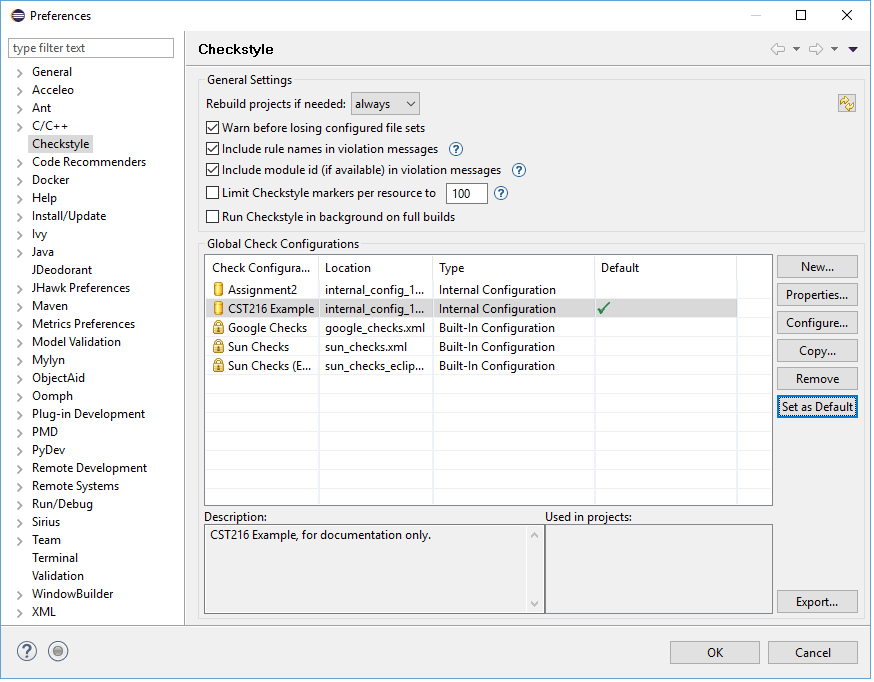 Preferences
type filter text
General
Acceleo
Ant
C/C++
Checkstyle
Code Recommenders
Docker
Help
Install/Update
Ivy
Java
JDeodorant
JHawk Preferences
Maven
Metrics Preferences
Model Validation
Mylyn
ObjectAid
Oomph
Plug-in Development
PMD
PyDev
Remote Development
Remote Systems
Run/Debug
Sirius
Team
Terminal
Validation
WindowBuilder
XML
Checkstyle
General Settings
Rebuild projects if needed: always
Warn before losing configured file sets
Include rule names in violation messages ?
Include module id (if available) in violation messages ?
Limit Checkstyle markers per resource to 100 ?
Run Checkstyle in background on full builds
Global Check Configurations
Check Configura... Location Type Default
Assignment2 internal_config_1... Internal Configuration
CST216 Example internal_config_1... Internal Configuration
Google Checks google_checks.xml Built-In Configuration
Sun Checks sun_checks.xml Built-In Configuration
Sun Checks (E... sun_checks_eclip... Built-In Configuration
New...
Properties...
Configure...
Copy...
Remove
Set as Default
Description:
CST216 Example, for documentation only.
Used in projects:
Export...
?
OK
Cancel